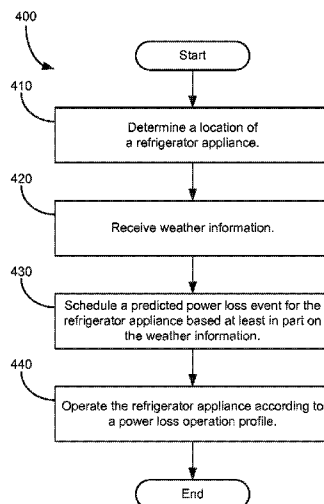 400
Start
410
Determine a location of
a refrigerator appliance.
420
Receive weather information.
430
Schedule a predicted power loss event for the
refrigerator appliance based at least in part on
the weather information.
440
Operate the refrigerator appliance according to
a power loss operation profile.
End